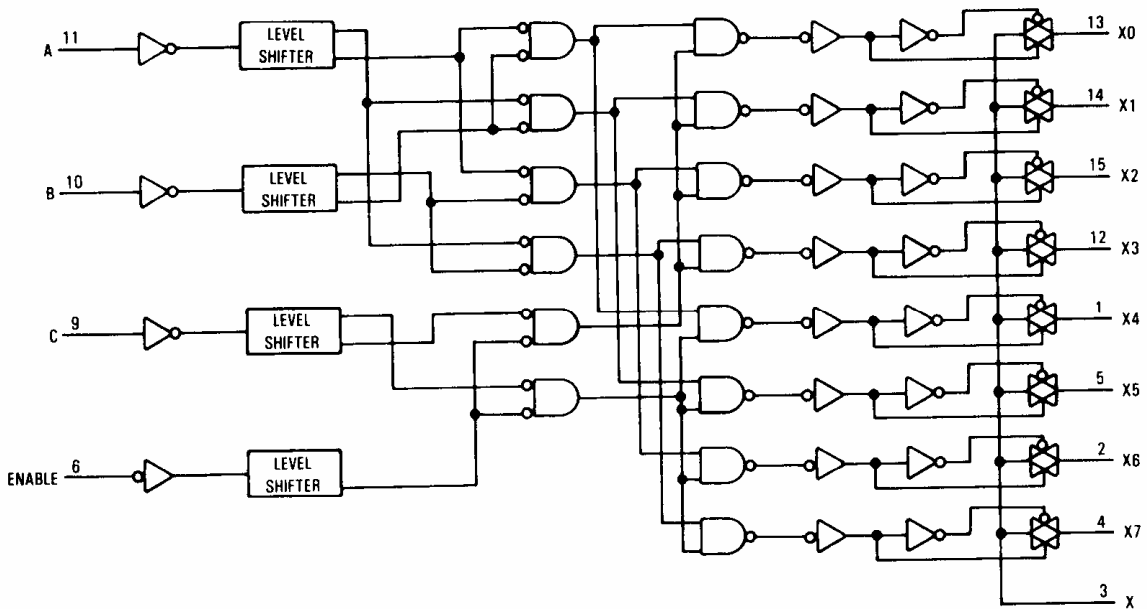 A 11
LEVEL
SHIFTER
B 10
LEVEL
SHIFTER
C 9
LEVEL
SHIFTER
ENABLE 6
LEVEL
SHIFTER
13 X0
14 X1
15 X2
12 X3
1 X4
5 X5
2 X6
4 X7
3 X